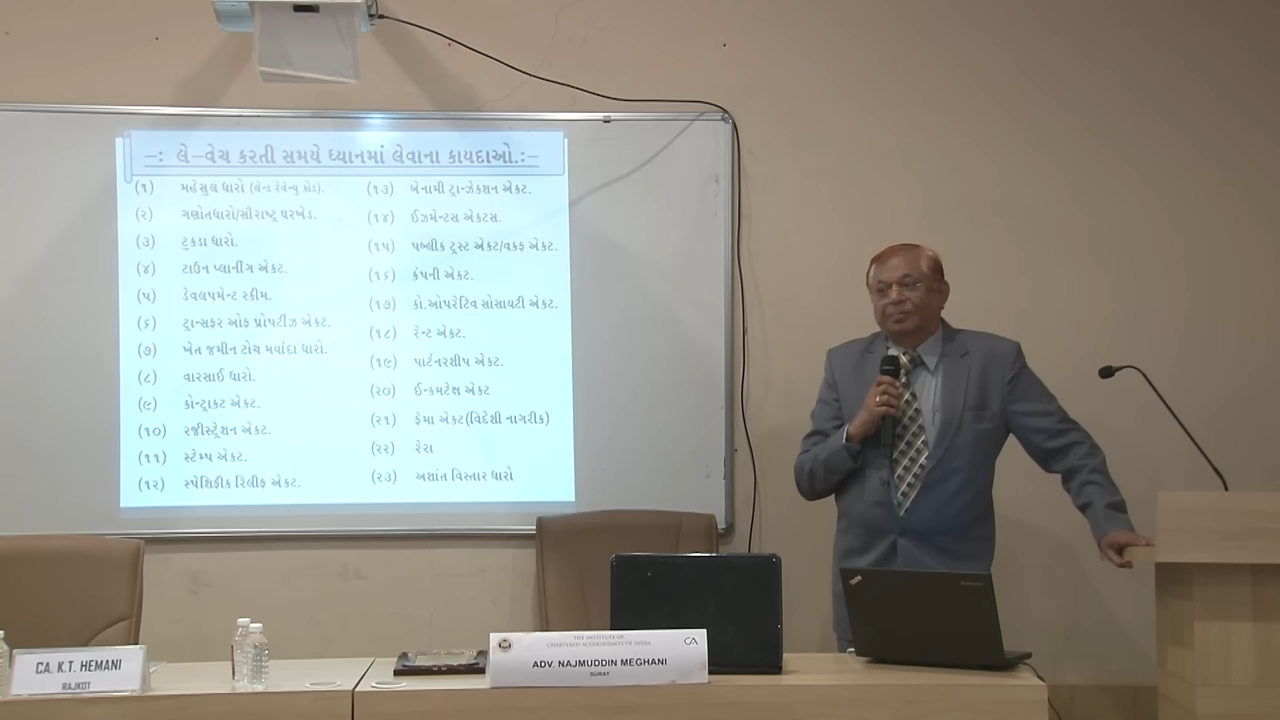 -: લે-વેચ કરતી સમયે ધ્યાનમાં લેવાના કાયદાઓ.:-
(૧) મહેસુલ ધારો (લેન્ડ રેવેન્યુ કોડ).
(૨) ગણોતધારો/સૌરાષ્ટ્ર ઘરખેડ.
(૩) ટુકડા ધારો.
(૪) ટાઉન પ્લાનીંગ એકટ.
(૫) ડેવલપમેન્ટ સ્કીમ.
(૬) ટ્રાન્સફર ઓફ પ્રોપર્ટીઝ એકટ.
(૭) ખેત જમીન ટોચ મર્યાદા ધારો.
(૮) વારસાઈ ધારો.
(૯) કોન્ટ્રાકટ એકટ.
(૧૦) રજીસ્ટ્રેશન એકટ.
(૧૧) સ્ટેમ્પ એકટ.
(૧૨) સ્પેશિફીક રિલીફ એકટ.
(૧૩) બેનામી ટ્રાન્ઝેકશન એકટ.
(૧૪) ઈઝમેન્ટસ એકટસ.
(૧૫) પબ્લીક ટ્રસ્ટ એકટ/વકફ એકટ.
(૧૬) કંપની એકટ.
(૧૭) કો.ઓપરેટિવ સોસાયટી એકટ.
(૧૮) રેન્ટ એકટ.
(૧૯) પાર્ટનરશીપ એકટ.
(૨૦) ઈન્કમટેક્ષ એકટ
(૨૧) ફેમા એકટ(વિદેશી નાગરીક)
(૨૨) રેરા
(૨૩) અશાંત વિસ્તાર ધારો
CA. K.T. HEMANI
RAJKOT
THE INSTITUTE OF
CHARTERED ACCOUNTANTS OF INDIA
CA
ADV. NAJMUDDIN MEGHANI
SURAT